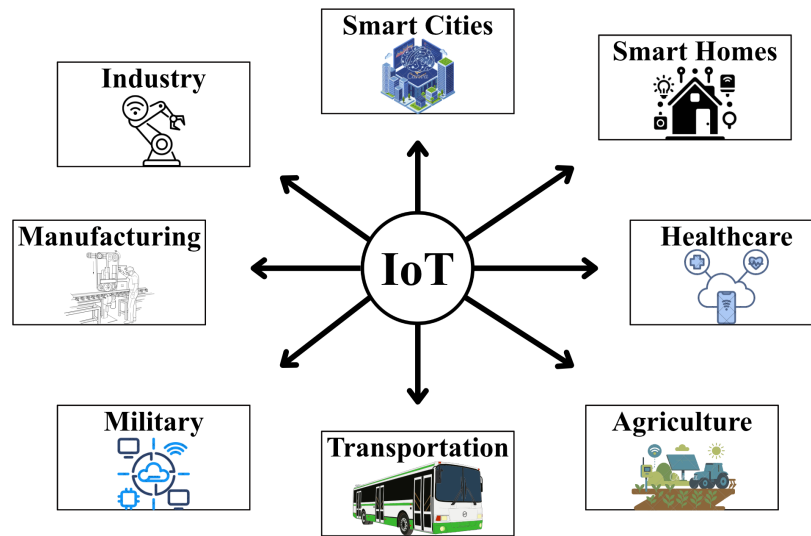 Smart Cities
Industry
Smart Homes
Manufacturing
IoT
Healthcare
Military
Transportation
Agriculture